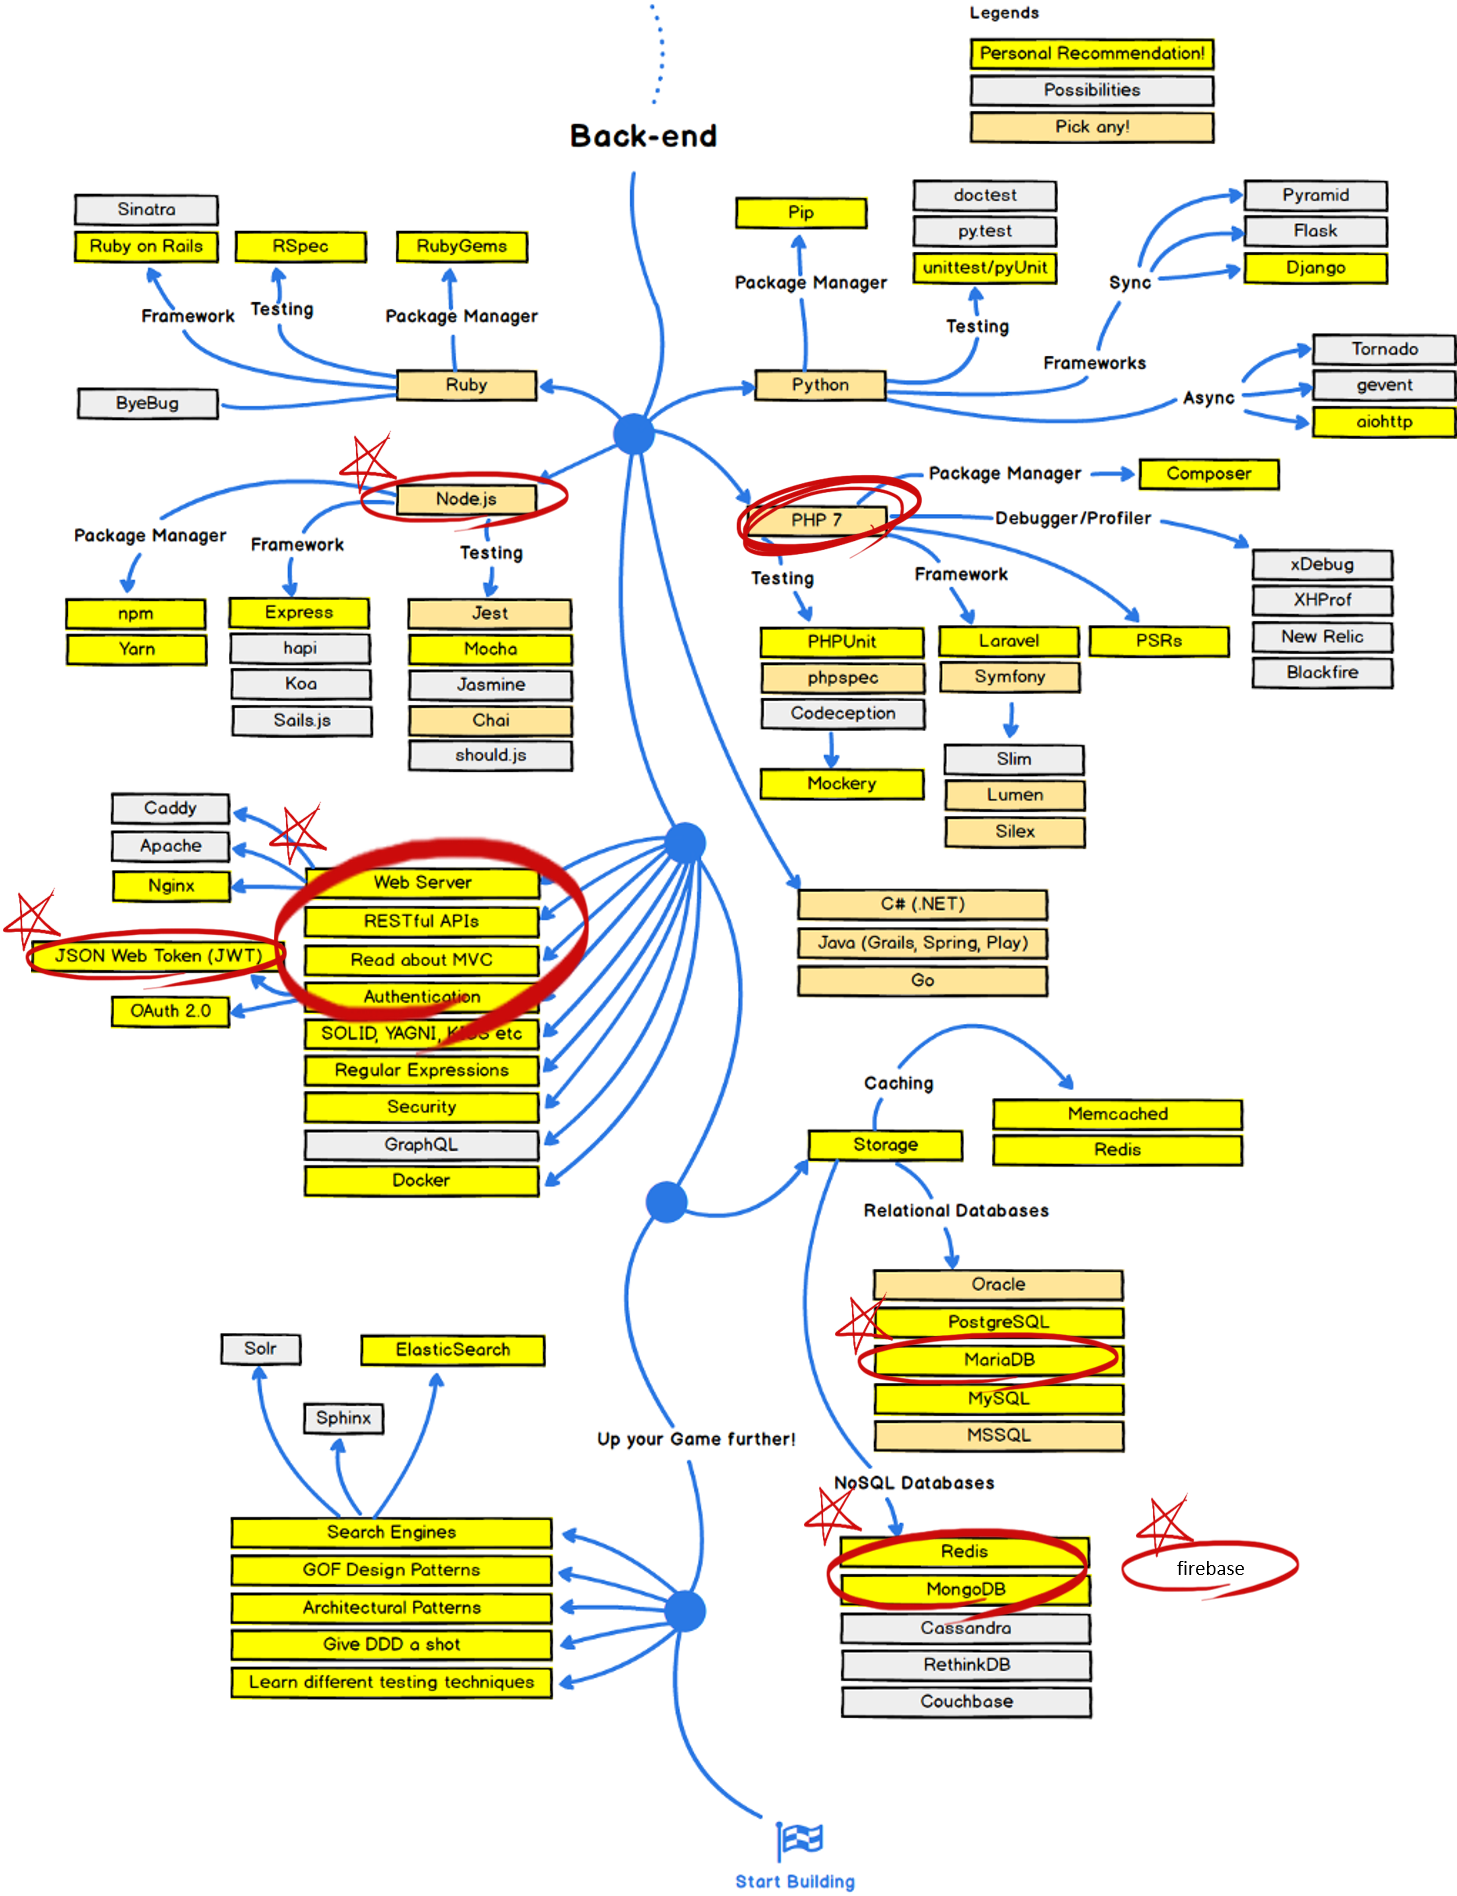 Legends
Personal Recommendation!
Possibilities
Pick any!
Back-end
Sinatra
Ruby on Rails
RSpec
RubyGems
Framework
Testing
Package Manager
Ruby
ByeBug
Pip
Package Manager
doctest
py.test
unittest/pyUnit
Testing
Pyramid
Flask
Django
Sync
Frameworks
Python
Async
Tornado
gevent
aiohttp
Node.js
Package Manager
Framework
Testing
npm
Yarn
Express
hapi
Koa
Sails.js
Jest
Mocha
Jasmine
Chai
should.js
PHP 7
Package Manager
Composer
Debugger/Profiler
xDebug
XHProf
New Relic
Blackfire
Testing
Framework
PHPUnit
phpspec
Codeception
Mockery
Laravel
Symfony
PSRs
Slim
Lumen
Silex
Caddy
Apache
Nginx
JSON Web Token (JWT)
OAuth 2.0
Web Server
RESTful APIs
Read about MVC
Authentication
SOLID, YAGNI, KISS etc
Regular Expressions
Security
GraphQL
Docker
C# (.NET)
Java (Grails, Spring, Play)
Go
Caching
Storage
Memcached
Redis
Relational Databases
Oracle
PostgreSQL
MariaDB
MySQL
MSSQL
NoSQL Databases
Redis
MongoDB
Cassandra
RethinkDB
Couchbase
firebase
Solr
ElasticSearch
Sphinx
Up your Game further!
Search Engines
GOF Design Patterns
Architectural Patterns
Give DDD a shot
Learn different testing techniques
Start Building